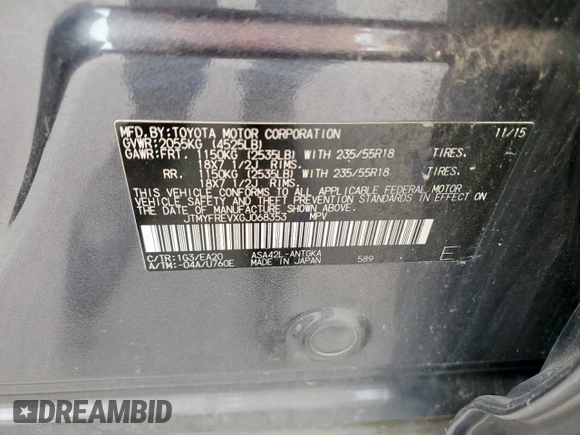 MFD.BY:TOYOTA MOTOR CORPORATION 11/15
GVWR:2055KG (4525LB)
GAWR:FRT. 1150KG (2535LB) WITH 235/55R18 TIRES.
18X7 1/2J RIMS.
RR. 1150KG (2535LB) WITH 235/55R18 TIRES.
18X7 1/2J RIMS.
THIS VEHICLE CONFORMS TO ALL APPLICABLE FEDERAL MOTOR
VEHICLE SAFETY AND THEFT PREVENTION STANDARDS IN EFFECT ON
THE DATE OF MANUFACTURE SHOWN ABOVE.
JTMYFREVXGJ068353 MPV
C/TR:1G3/EA20 ASA42L-ANTGKA E
A/TM:-04A/U760E MADE IN JAPAN 589
DREAMBID